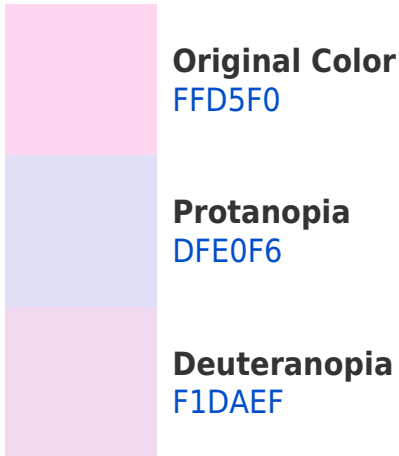 Original Color
FFD5F0
Protanopia
DFE0F6
Deuteranopia
F1DAEF